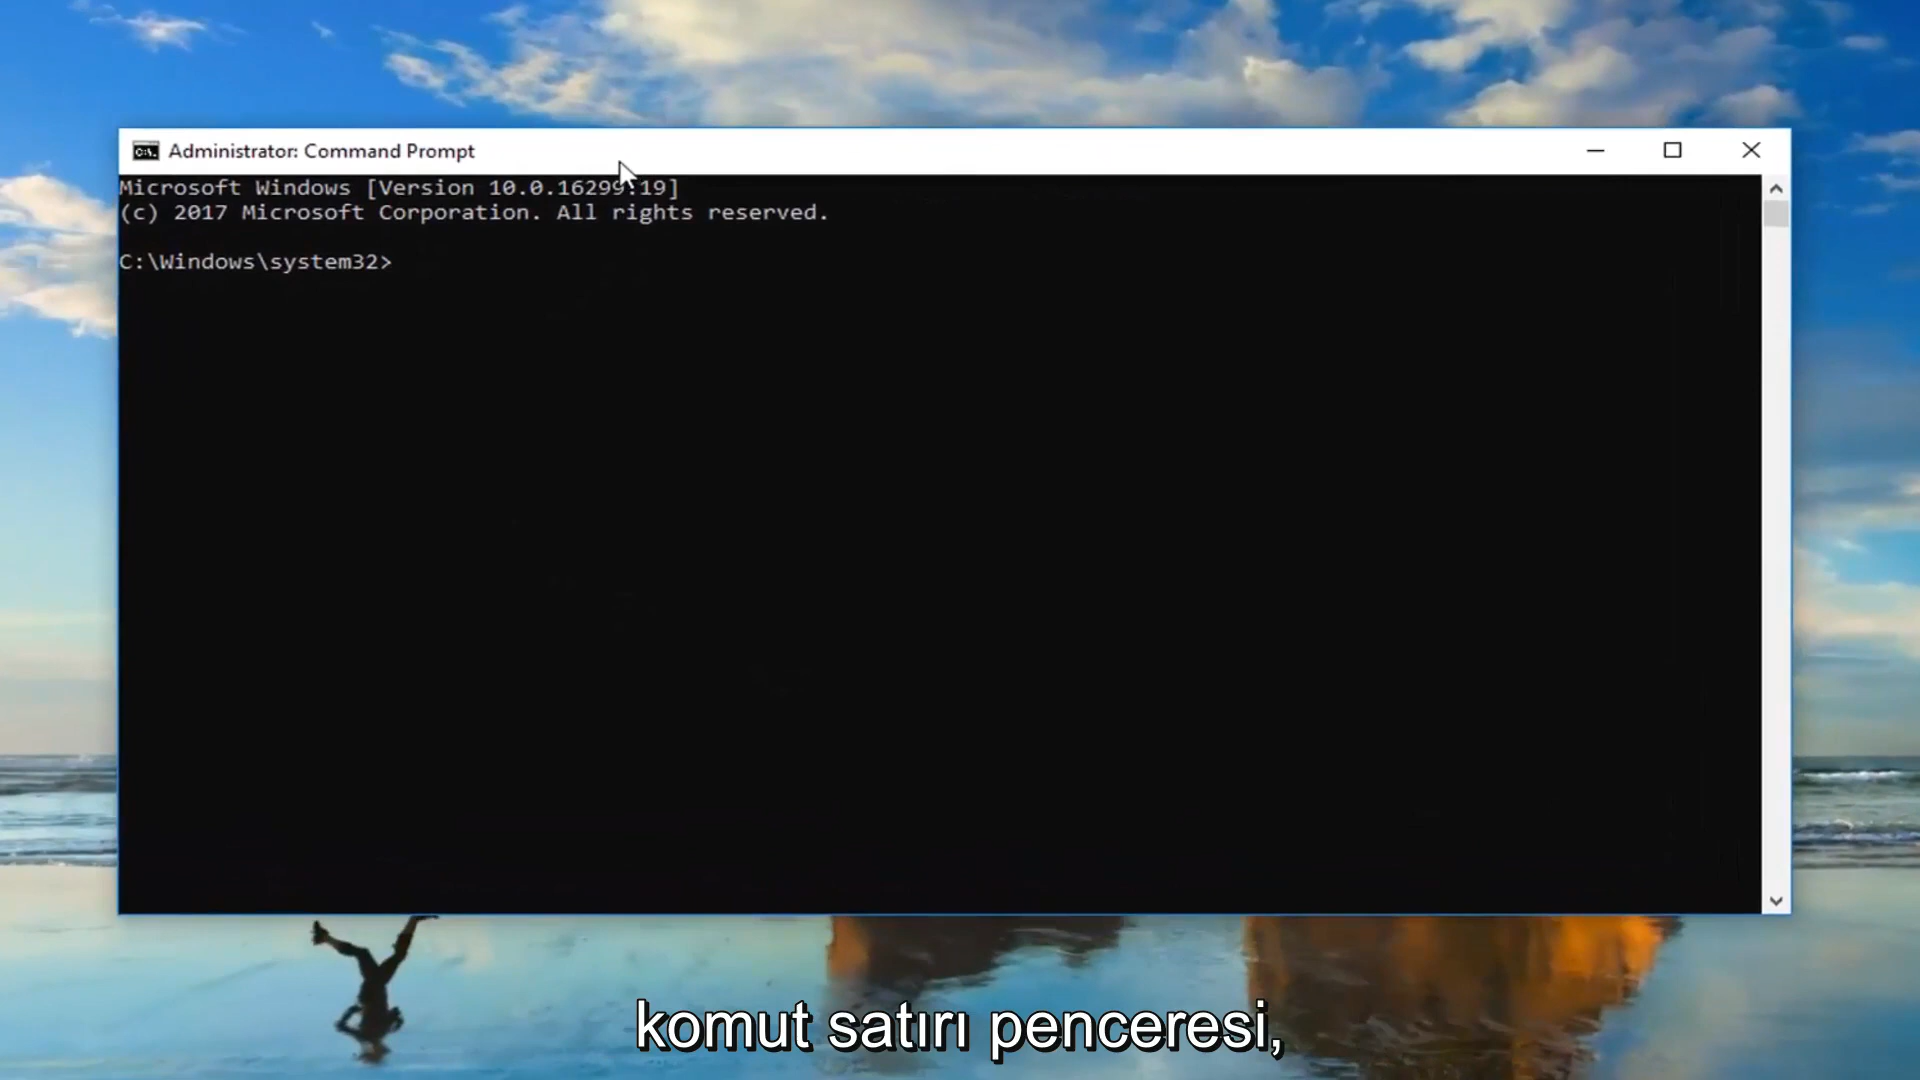 Administrator: Command Prompt
Microsoft Windows [Version 10.0.16299.19]
(c) 2017 Microsoft Corporation. All rights reserved.
C:\Windows\system32>
komut satırı penceresi,